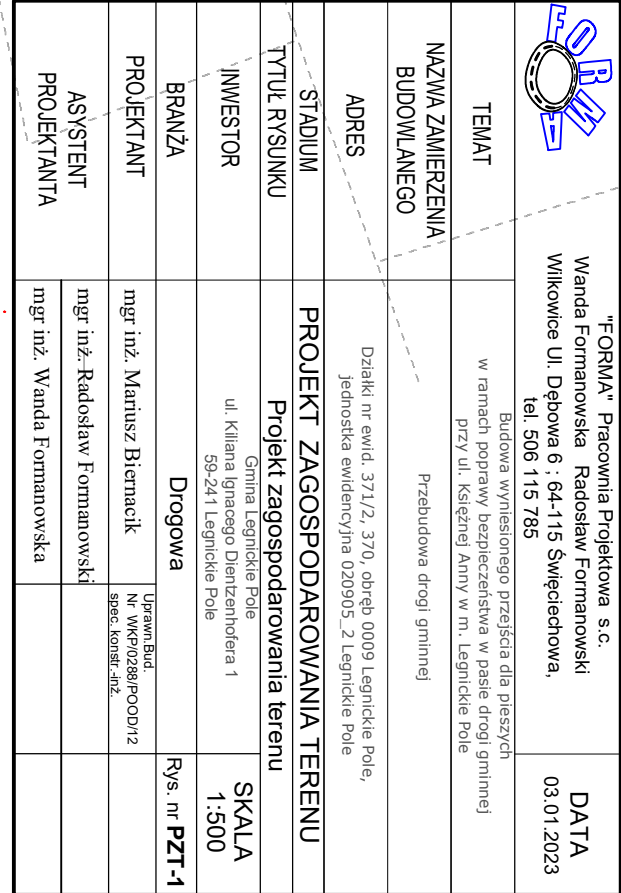 FORMA
"FORMA" Pracownia Projektowa s.c.
Wanda Formanowska Radosław Formanowski
Wilkowice Ul. Dębowa 6 ; 64-115 Święciechowa,
tel. 506 115 785
DATA
03.01.2023
TEMAT
Budowa wyniesionego przejścia dla pieszych
w ramach poprawy bezpieczeństwa w pasie drogi gminnej
przy ul. Księżnej Anny w m. Legnickie Pole
NAZWA ZAMIERZENIA
BUDOWLANEGO
Przebudowa drogi gminnej
ADRES
Działki nr ewid. 371/2, 370, obręb 0009 Legnickie Pole,
jednostka ewidencyjna 020905_2 Legnickie Pole
STADIUM
PROJEKT ZAGOSPODAROWANIA TERENU
TYTUŁ RYSUNKU
Projekt zagospodarowania terenu
INWESTOR
Gmina Legnickie Pole
ul. Kiliana Ignacego Dientzenhofera 1
59-241 Legnickie Pole
SKALA
1:500
BRANŻA
Drogowa
Rys. nr PZT-1
PROJEKTANT
mgr inż. Mariusz Biernacik
Uprawn.Bud.
Nr WKP/0288/POOD/12
spec. konstr.-inż.
ASYSTENT
PROJEKTANTA
mgr inż. Radosław Formanowski
mgr inż. Wanda Formanowska